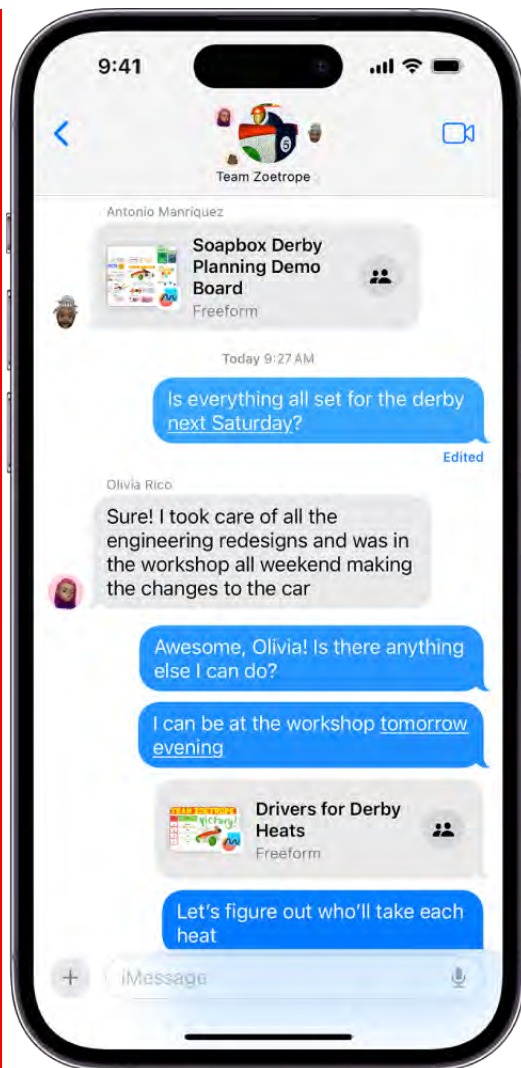 9:41
Team Zoetrope
Antonio Manriquez
Soapbox Derby
Planning Demo
Board
Freeform
Today 9:27 AM
Is everything all set for the derby
next Saturday?
Edited
Olivia Rico
Sure! I took care of all the
engineering redesigns and was in
the workshop all weekend making
the changes to the car
Awesome, Olivia! Is there anything
else I can do?
I can be at the workshop tomorrow
evening
TEAM ZOETROPE
Victory!
Drivers for Derby
Heats
Freeform
Let's figure out who'll take each
heat
iMessage